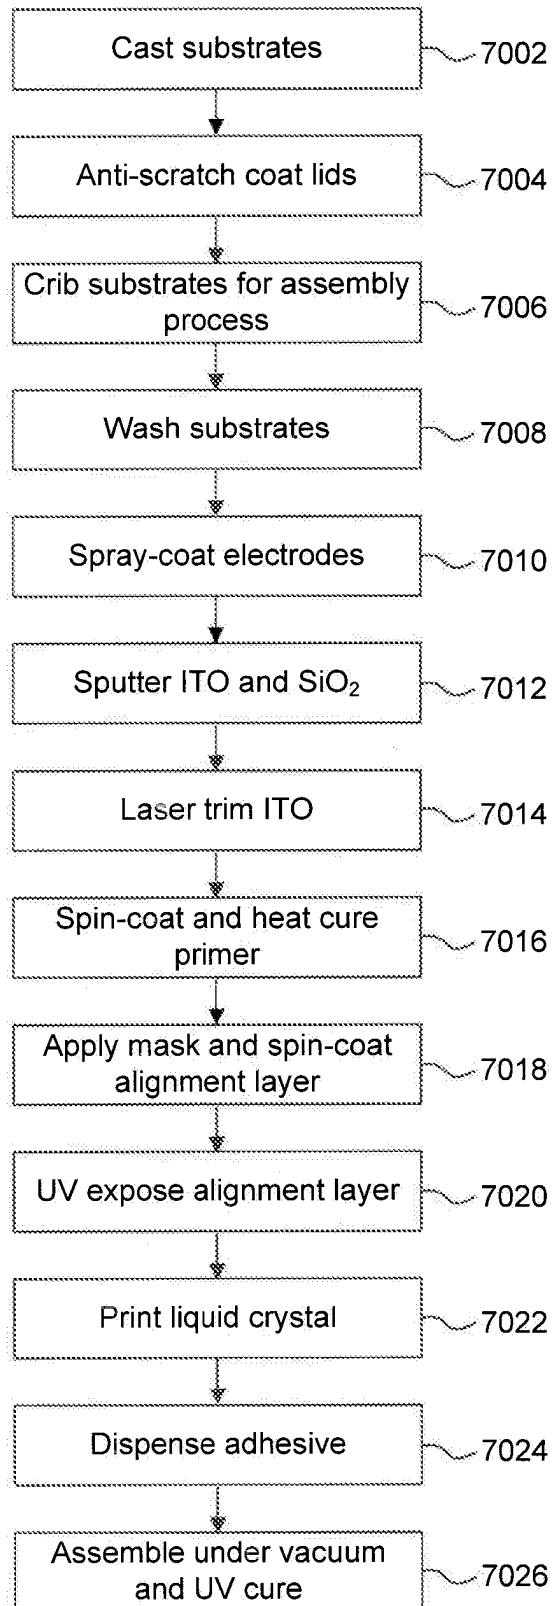 Cast substrates
7002
Anti-scratch coat lids
7004
Crib substrates for assembly
process
7006
Wash substrates
7008
Spray-coat electrodes
7010
Sputter ITO and SiO₂
7012
Laser trim ITO
7014
Spin-coat and heat cure
primer
7016
Apply mask and spin-coat
alignment layer
7018
UV expose alignment layer
7020
Print liquid crystal
7022
Dispense adhesive
7024
Assemble under vacuum
and UV cure
7026